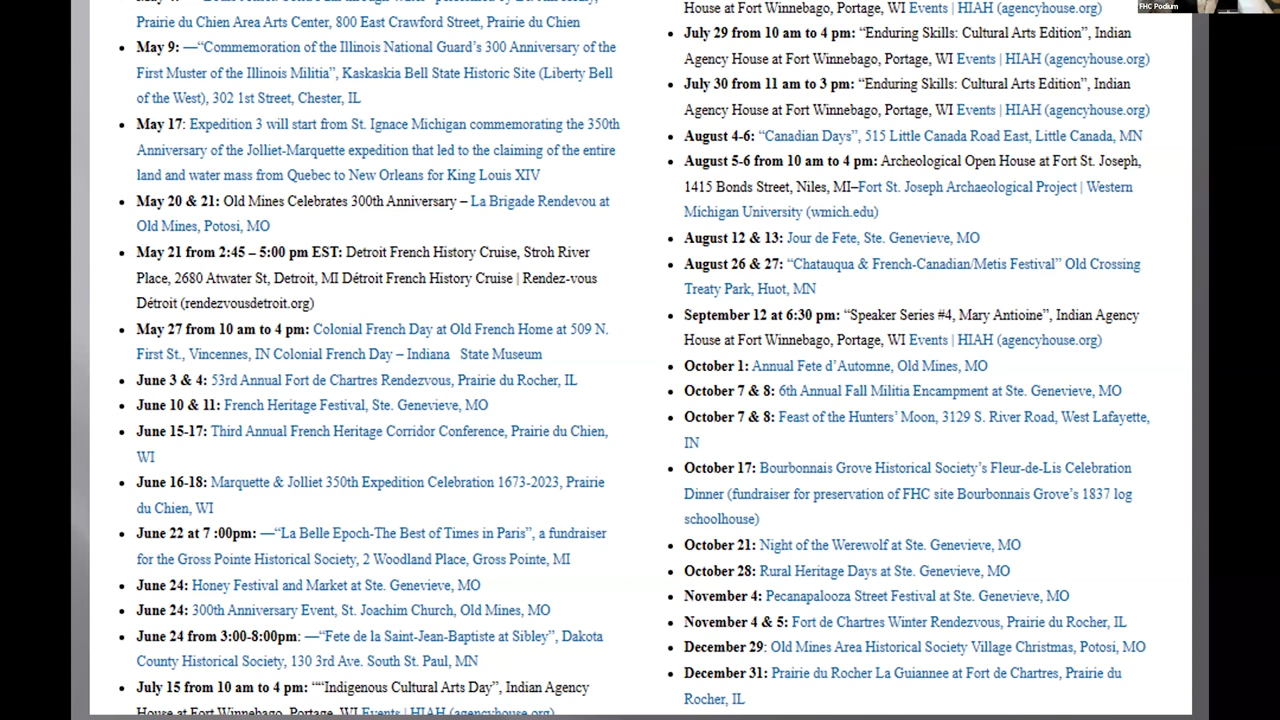 Prairie du Chien Area Arts Center, 800 East Crawford Street, Prairie du Chien
May 9: —“Commemoration of the Illinois National Guard’s 300 Anniversary of the
First Muster of the Illinois Militia”, Kaskaskia Bell State Historic Site (Liberty Bell
of the West), 302 1st Street, Chester, IL
May 17: Expedition 3 will start from St. Ignace Michigan commemorating the 350th
Anniversary of the Jolliet-Marquette expedition that led to the claiming of the entire
land and water mass from Quebec to New Orleans for King Louis XIV
May 20 & 21: Old Mines Celebrates 300th Anniversary – La Brigade Rendevou at
Old Mines, Potosi, MO
May 21 from 2:45 – 5:00 pm EST: Detroit French History Cruise, Stroh River
Place, 2680 Atwater St, Detroit, MI Détroit French History Cruise | Rendez-vous
Détroit (rendezvousdetroit.org)
May 27 from 10 am to 4 pm: Colonial French Day at Old French Home at 509 N.
First St., Vincennes, IN Colonial French Day – Indiana State Museum
June 3 & 4: 53rd Annual Fort de Chartres Rendezvous, Prairie du Rocher, IL
June 10 & 11: French Heritage Festival, Ste. Genevieve, MO
June 15-17: Third Annual French Heritage Corridor Conference, Prairie du Chien,
WI
June 16-18: Marquette & Jolliet 350th Expedition Celebration 1673-2023, Prairie
du Chien, WI
June 22 at 7 :00pm: —“La Belle Epoch-The Best of Times in Paris”, a fundraiser
for the Gross Pointe Historical Society, 2 Woodland Place, Gross Pointe, MI
June 24: Honey Festival and Market at Ste. Genevieve, MO
June 24: 300th Anniversary Event, St. Joachim Church, Old Mines, MO
June 24 from 3:00-8:00pm: —“Fete de la Saint-Jean-Baptiste at Sibley”, Dakota
County Historical Society, 130 3rd Ave. South St. Paul, MN
July 15 from 10 am to 4 pm: ““Indigenous Cultural Arts Day”, Indian Agency
House at Fort Winnebago, Portage, WI Events | HIAH (agencyhouse.org)
House at Fort Winnebago, Portage, WI Events | HIAH (agencyhouse.org)
July 29 from 10 am to 4 pm: “Enduring Skills: Cultural Arts Edition”, Indian
Agency House at Fort Winnebago, Portage, WI Events | HIAH (agencyhouse.org)
July 30 from 11 am to 3 pm: “Enduring Skills: Cultural Arts Edition”, Indian
Agency House at Fort Winnebago, Portage, WI Events | HIAH (agencyhouse.org)
August 4-6: “Canadian Days”, 515 Little Canada Road East, Little Canada, MN
August 5-6 from 10 am to 4 pm: Archeological Open House at Fort St. Joseph,
1415 Bonds Street, Niles, MI–Fort St. Joseph Archaeological Project | Western
Michigan University (wmich.edu)
August 12 & 13: Jour de Fete, Ste. Genevieve, MO
August 26 & 27: “Chatauqua & French-Canadian/Metis Festival” Old Crossing
Treaty Park, Huot, MN
September 12 at 6:30 pm: “Speaker Series #4, Mary Antioine”, Indian Agency
House at Fort Winnebago, Portage, WI Events | HIAH (agencyhouse.org)
October 1: Annual Fete d’Automne, Old Mines, MO
October 7 & 8: 6th Annual Fall Militia Encampment at Ste. Genevieve, MO
October 7 & 8: Feast of the Hunters’ Moon, 3129 S. River Road, West Lafayette,
IN
October 17: Bourbonnais Grove Historical Society’s Fleur-de-Lis Celebration
Dinner (fundraiser for preservation of FHC site Bourbonnais Grove’s 1837 log
schoolhouse)
October 21: Night of the Werewolf at Ste. Genevieve, MO
October 28: Rural Heritage Days at Ste. Genevieve, MO
November 4: Pecanapalooza Street Festival at Ste. Genevieve, MO
November 4 & 5: Fort de Chartres Winter Rendezvous, Prairie du Rocher, IL
December 29: Old Mines Area Historical Society Village Christmas, Potosi, MO
December 31: Prairie du Rocher La Guiannee at Fort de Chartres, Prairie du
Rocher, IL
FHC Podium